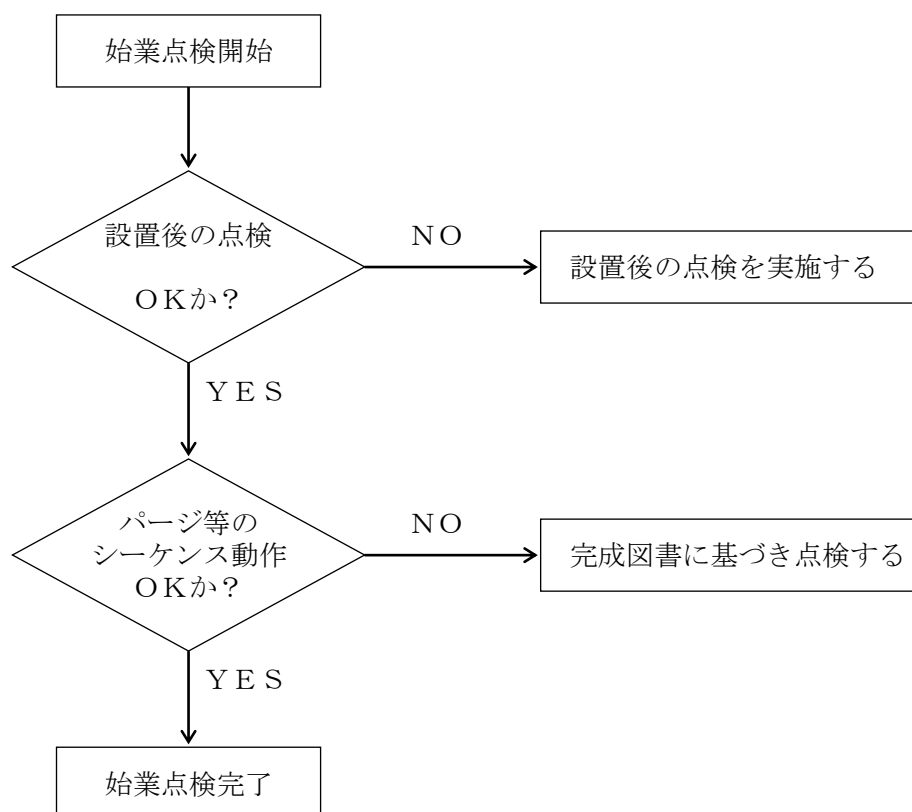 始業点検開始
設置後の点検
ＯＫか？
ＮＯ
設置後の点検を実施する
ＹＥＳ
パージ等の
シーケンス動作
ＯＫか？
ＮＯ
完成図書に基づき点検する
ＹＥＳ
始業点検完了